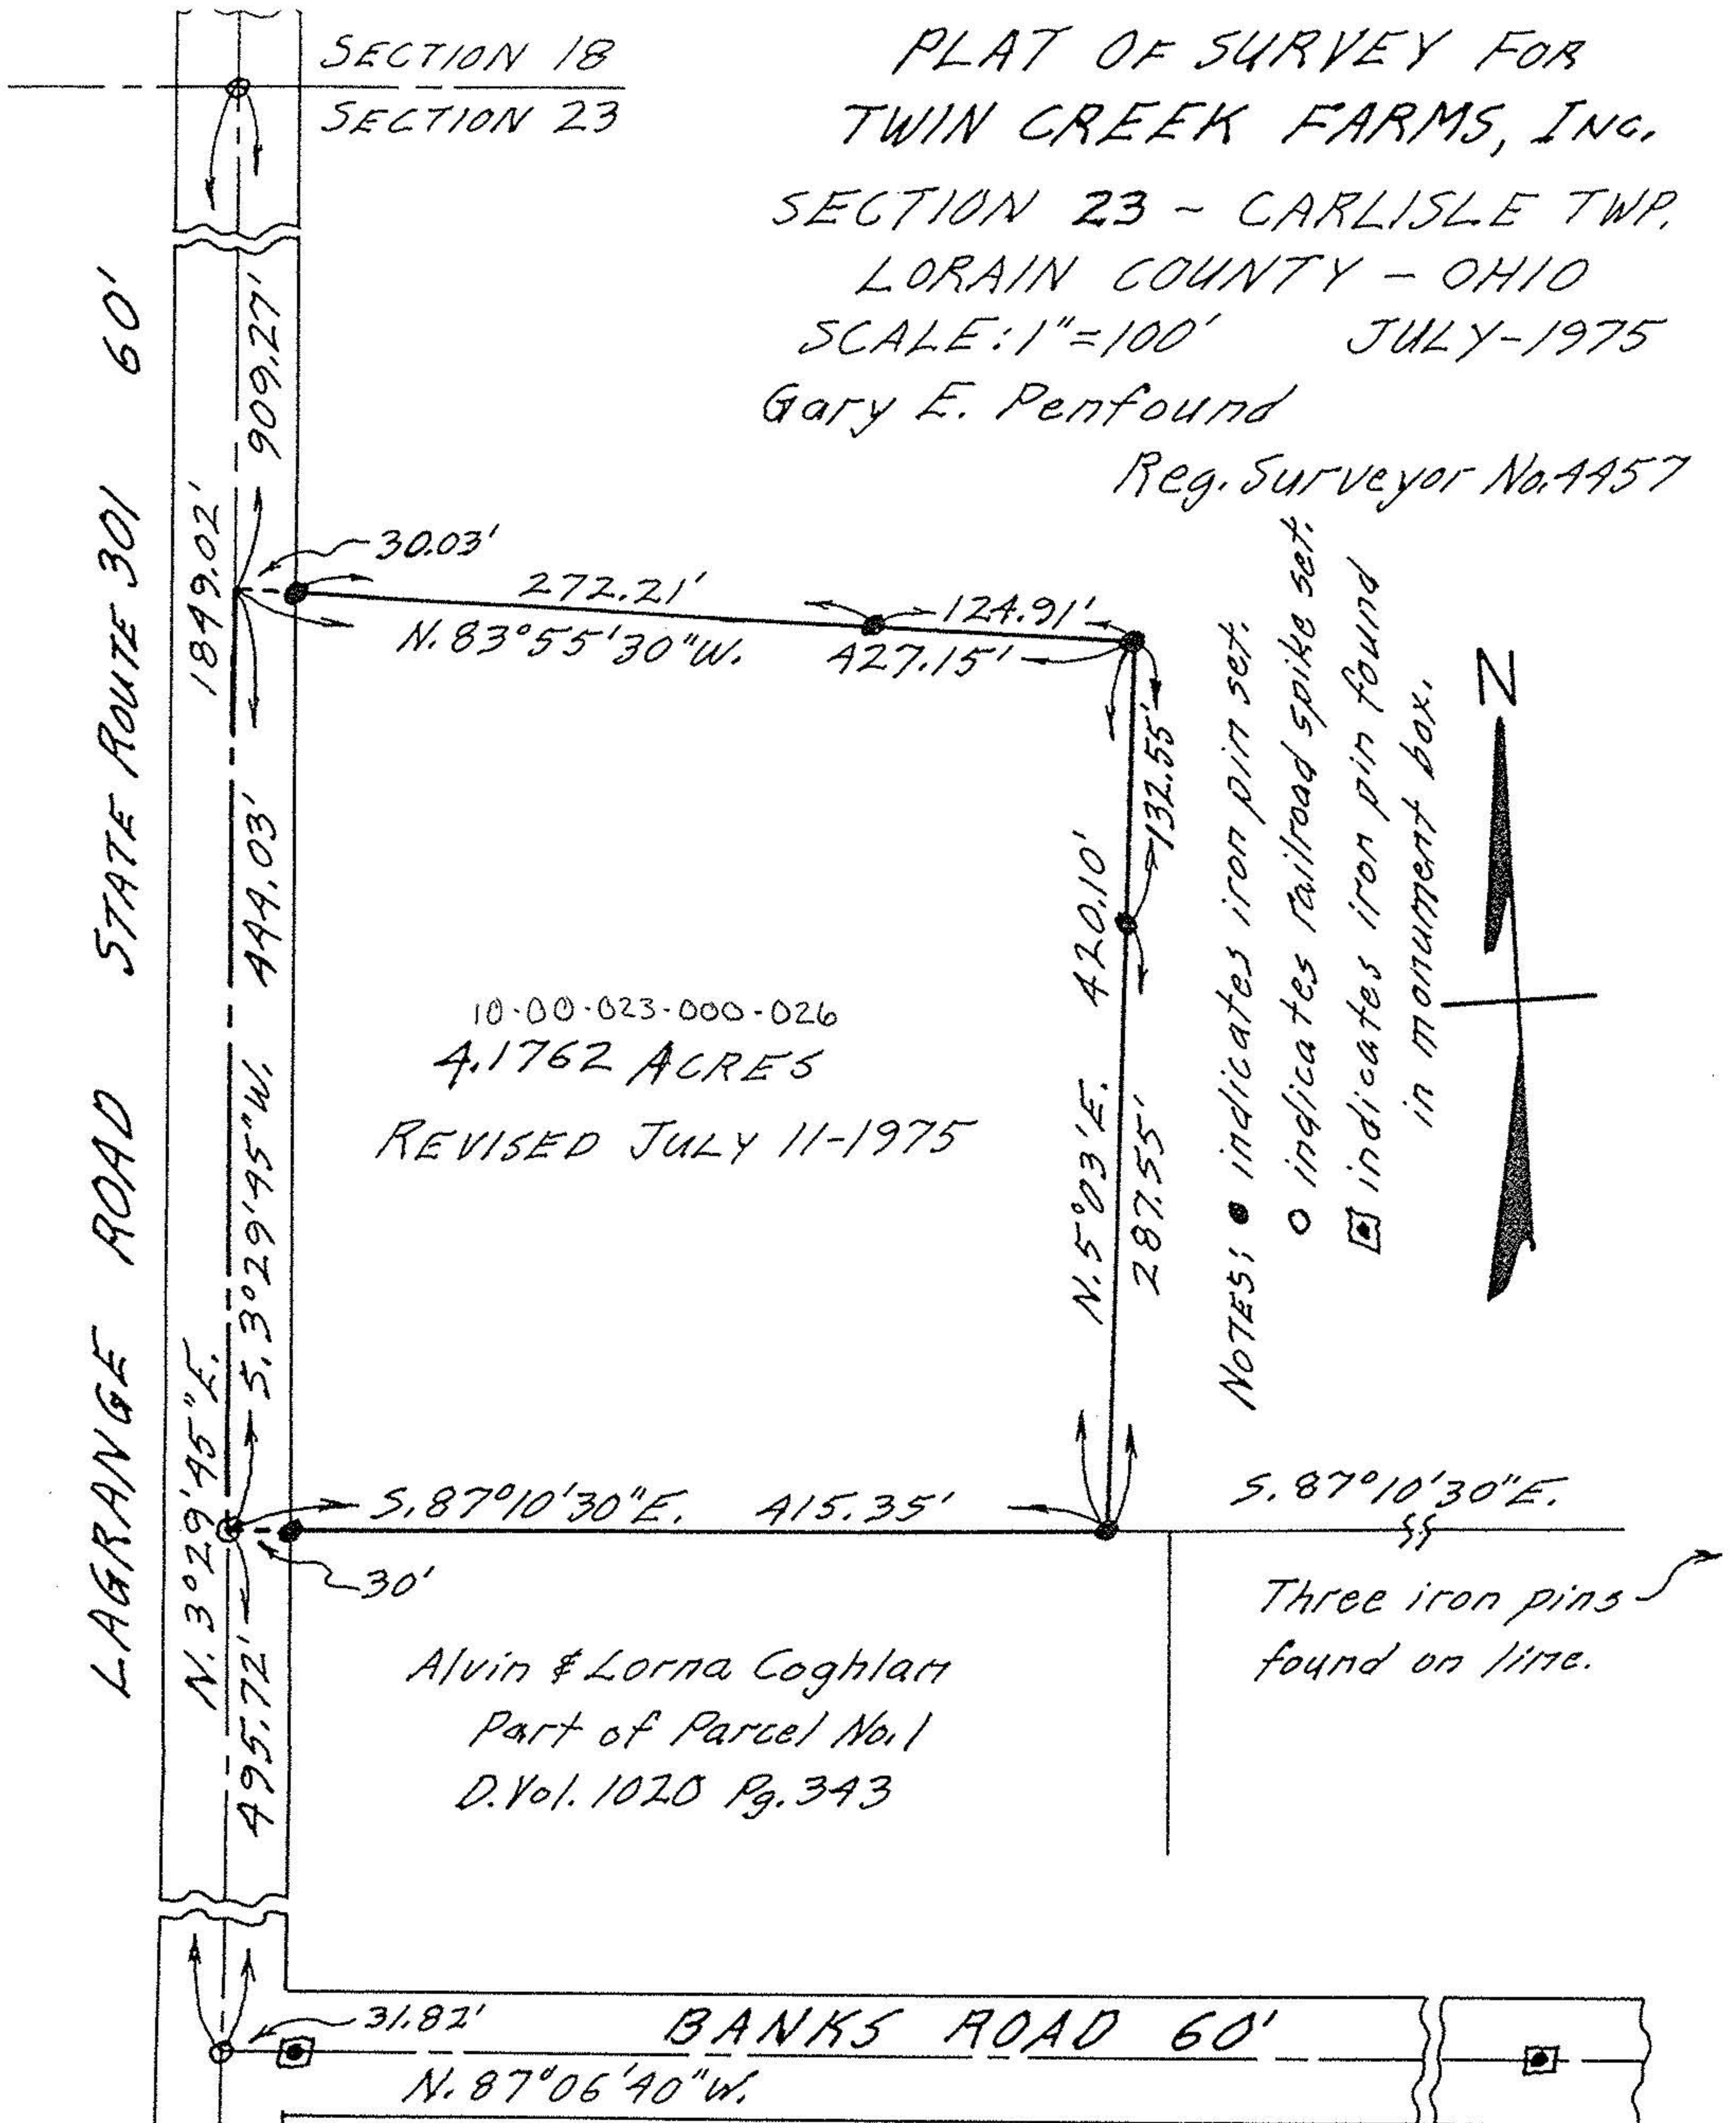 SECTION 18
SECTION 23
PLAT OF SURVEY FOR
TWIN CREEK FARMS, INC.
SECTION 23 - CARLISLE TWP.
LORAIN COUNTY - OHIO
SCALE: 1"=100' JULY-1975
Gary E. Penfound
Reg. Surveyor No. 4457
LAGRANGE ROAD STATE ROUTE 301 60'
N. 3°29'45"E. 1849.02'
909.27'
S. 3°29'45"W. 444.03'
495.72'
30.03'
272.21'
124.91'
N. 83°55'30"W. 427.15'
132.55'
N. 5°03'E. 420.10'
287.55'
10-00-023-000-026
4.1762 ACRES
REVISED JULY 11-1975
NOTES: ● indicates iron pin set.
○ indicates railroad spike set.
indicates iron pin found
in monument box.
N
S. 87°10'30"E. 415.35'
S. 87°10'30"E.
30'
Three iron pins
found on line.
Alvin & Lorna Coghlan
Part of Parcel No. 1
D. Vol. 1020 Pg. 343
31.82'
BANKS ROAD 60'
N. 87°06'40"W.